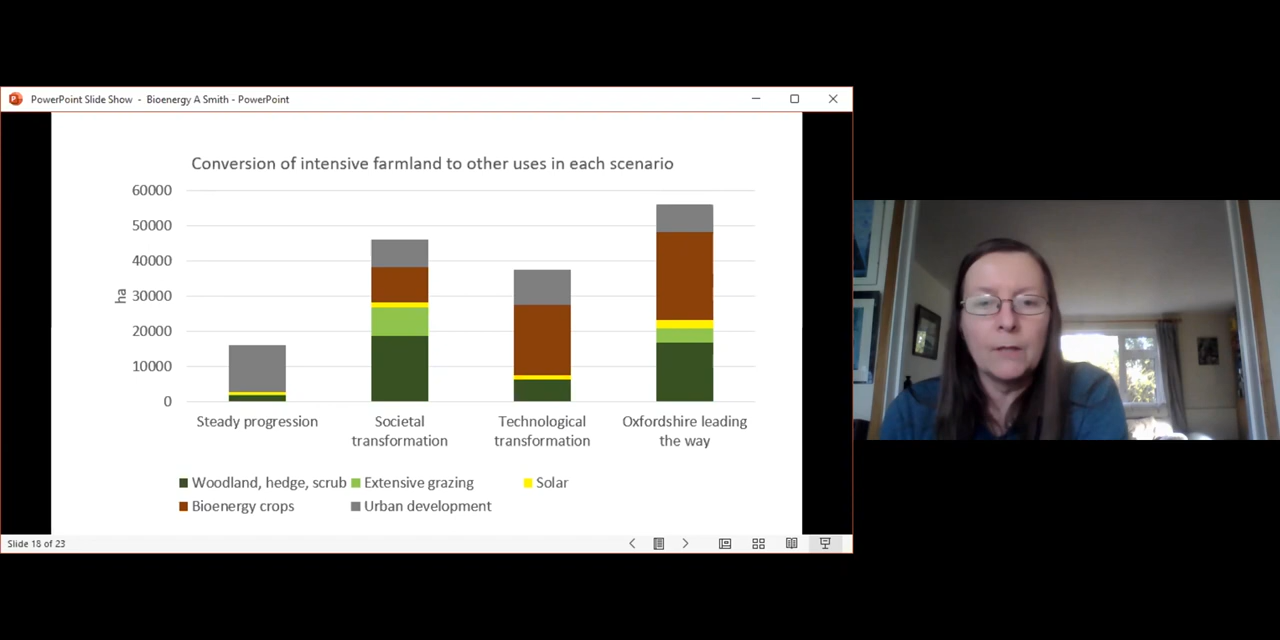 PowerPoint Slide Show - Bioenergy A Smith - PowerPoint
Conversion of intensive farmland to other uses in each scenario
60000
50000
40000
30000
20000
10000
0
ha
Steady progression
Societal
transformation
Technological
transformation
Oxfordshire leading
the way
Woodland, hedge, scrub
Extensive grazing
Solar
Bioenergy crops
Urban development
Slide 18 of 23